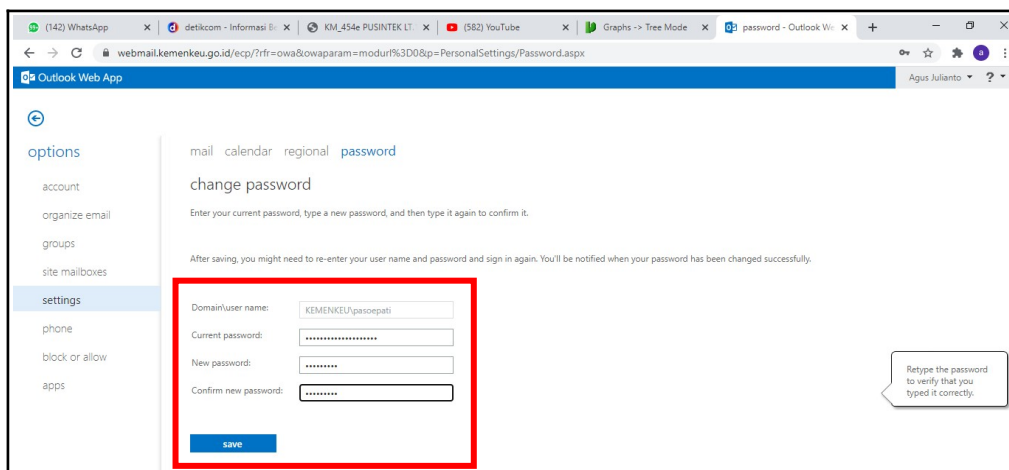 (142) WhatsApp
detikcom - Informasi Be
KM_454e PUSINTEK LT.
(582) YouTube
Graphs -> Tree Mode
password - Outlook We
webmail.kemenkeu.go.id/ecp/?rfr=owa&owaparam=modurl%3D0&p=PersonalSettings/Password.aspx
a
Outlook Web App
Agus Julianto
?
options
mail calendar regional password
account
organize email
groups
site mailboxes
settings
phone
block or allow
apps
change password
Enter your current password, type a new password, and then type it again to confirm it.
After saving, you might need to re-enter your user name and password and sign in again. You'll be notified when your password has been changed successfully.
Domain\user name:
KEMENKEU\pasoepati
Current password:
New password:
Confirm new password:
save
Retype the password
to verify that you
typed it correctly.